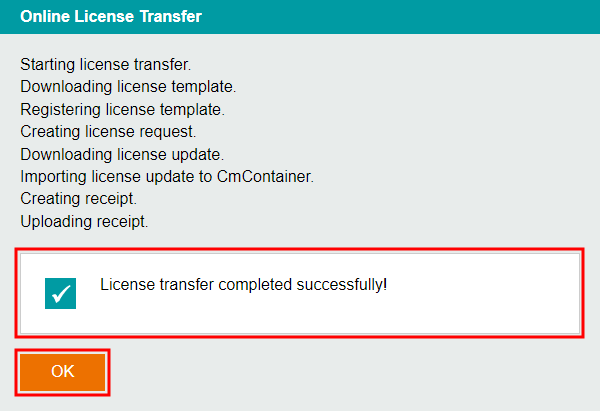 Online License Transfer
Starting license transfer.
Downloading license template.
Registering license template.
Creating license request.
Downloading license update.
Importing license update to CmContainer.
Creating receipt.
Uploading receipt.
License transfer completed successfully!
OK